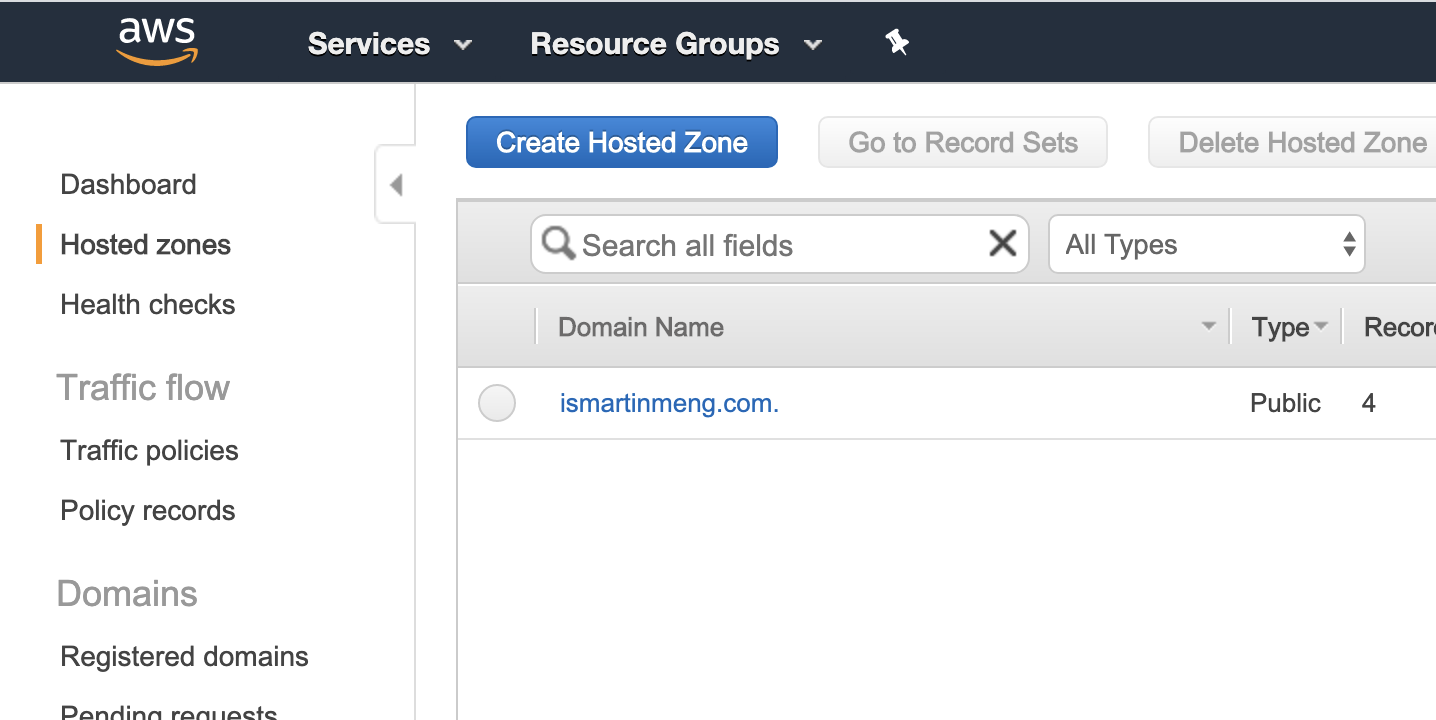 aws Services Resource Groups
Create Hosted Zone Go to Record Sets Delete Hosted Zone
Dashboard
Hosted zones
Health checks
Traffic flow
Traffic policies
Policy records
Domains
Registered domains
Pending requests
Search all fields All Types
Domain Name Type Recor
ismartinmeng.com. Public 4